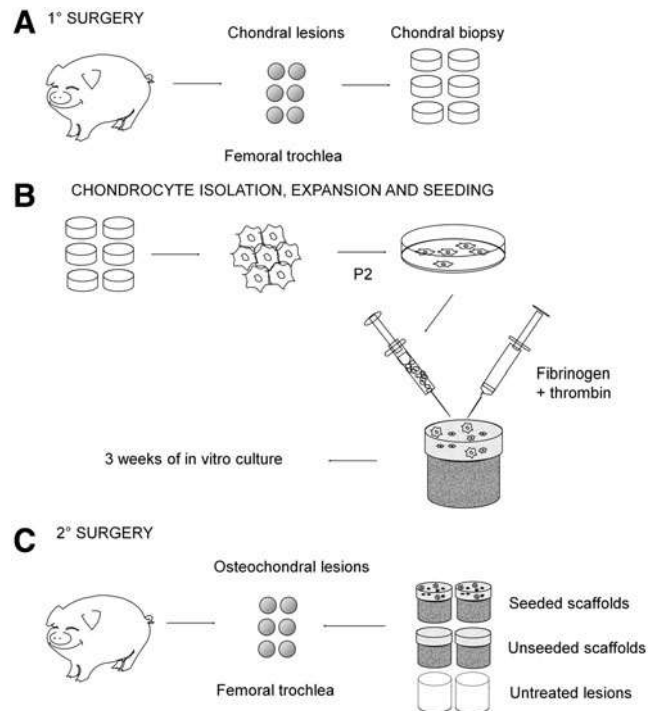 A 1° SURGERY
Chondral lesions
Chondral biopsy
Femoral trochlea
B CHONDROCYTE ISOLATION, EXPANSION AND SEEDING
P2
Fibrinogen
+ thrombin
3 weeks of in vitro culture
C 2° SURGERY
Osteochondral lesions
Seeded scaffolds
Unseeded scaffolds
Femoral trochlea
Untreated lesions